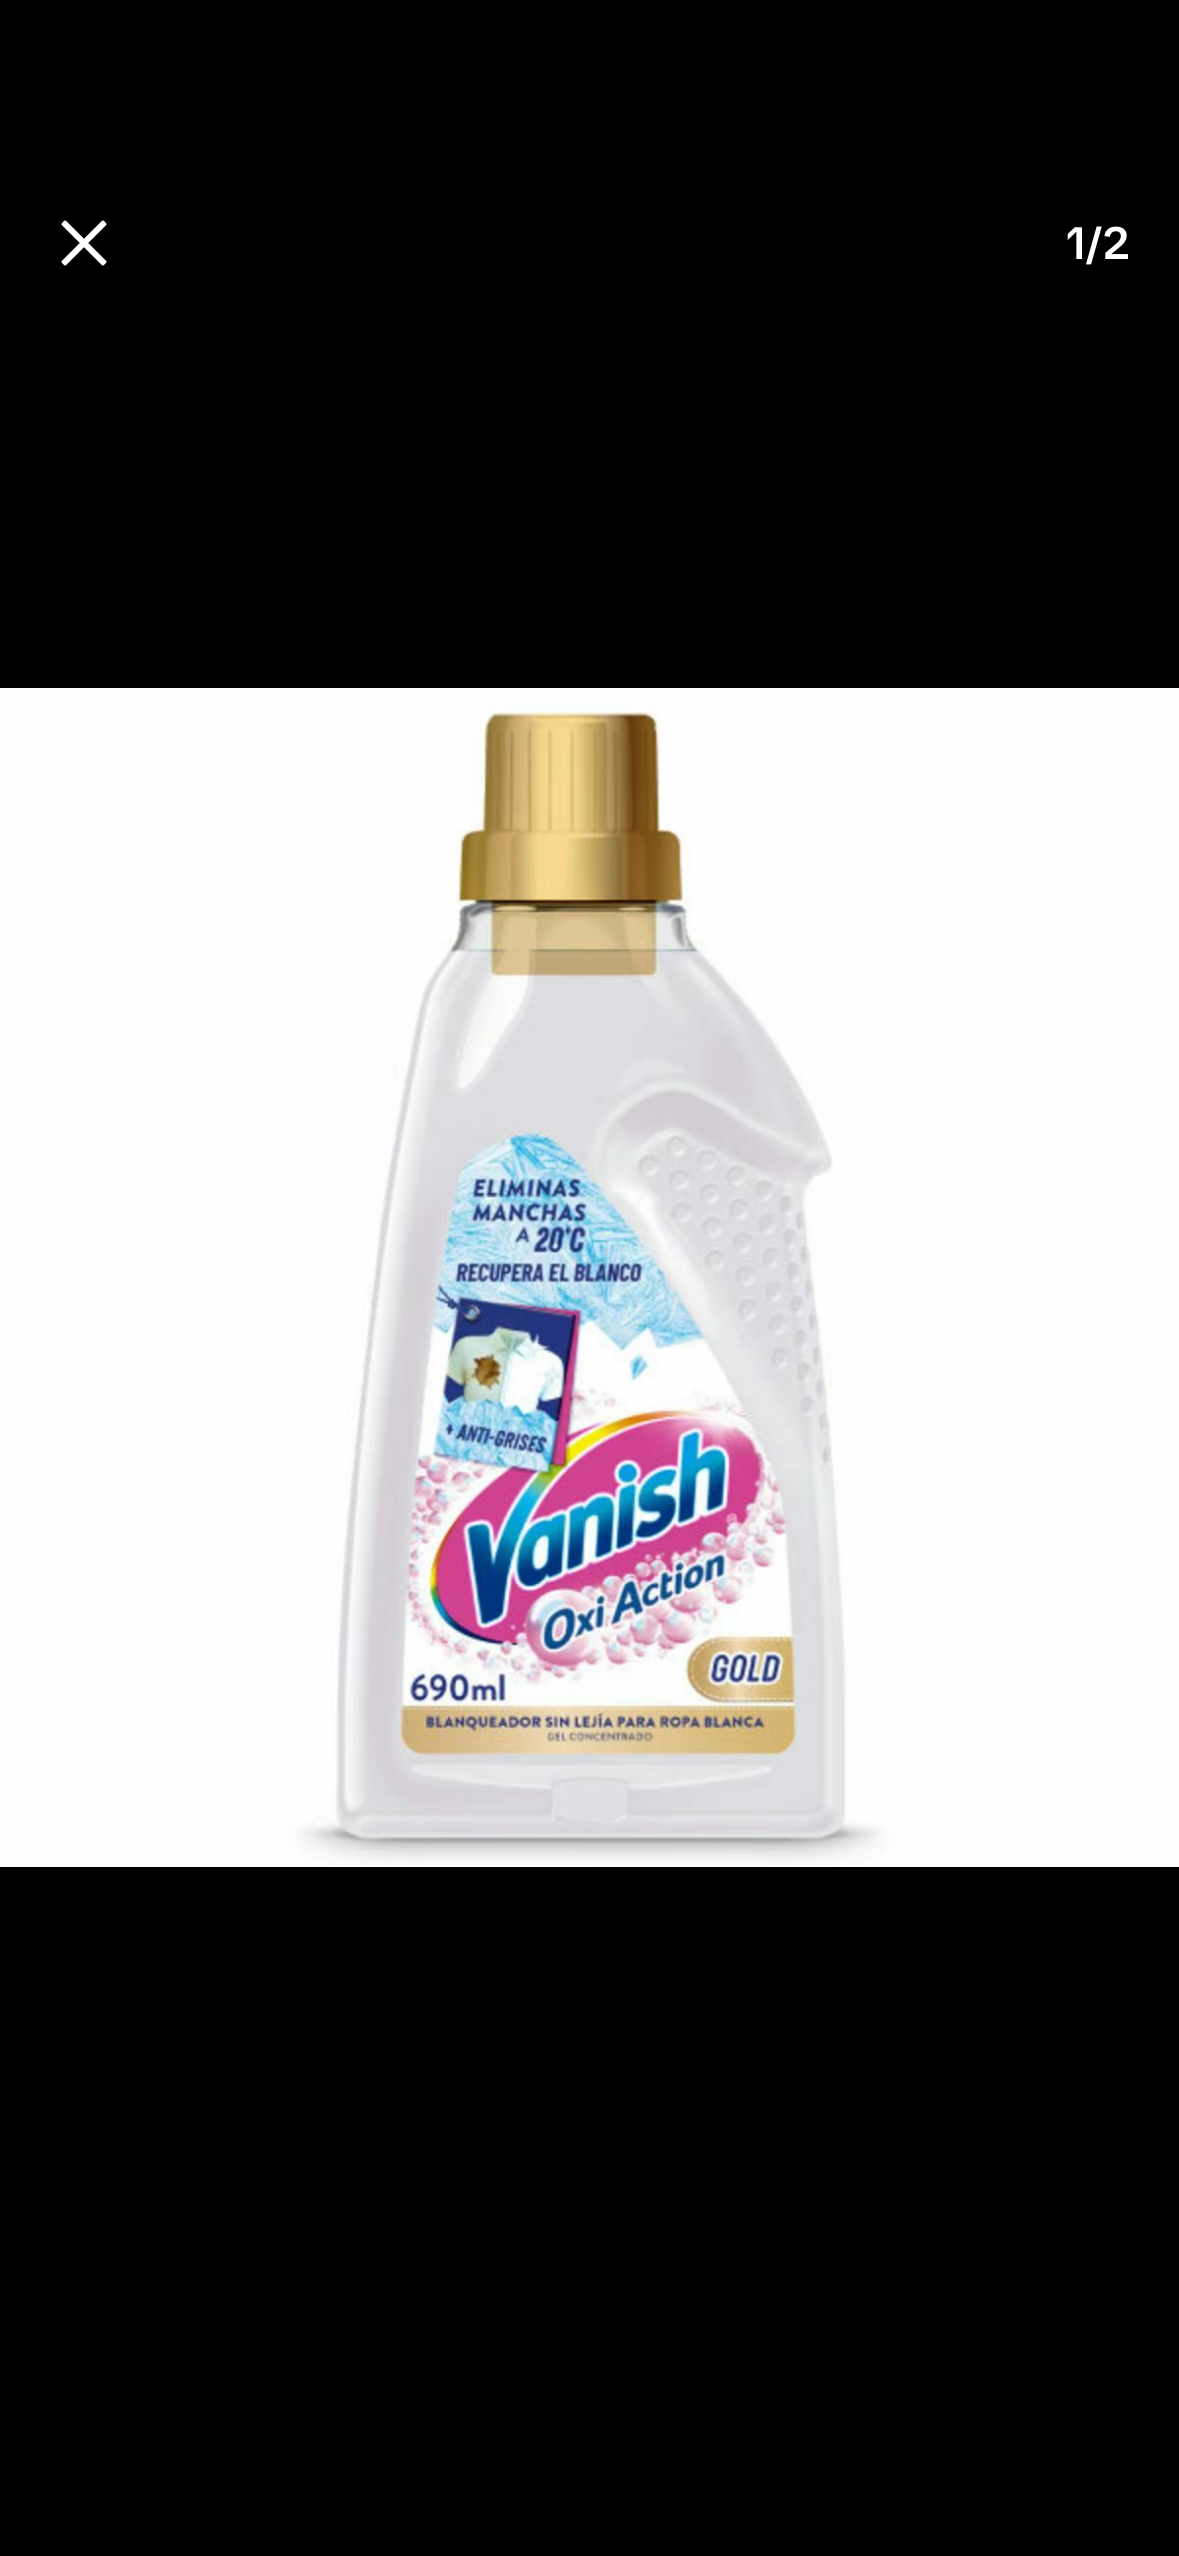 1/2
ELIMINAS
MANCHAS
A 20°C
RECUPERA EL BLANCO
+ ANTI-GRISES
Vanish
Oxi Action
GOLD
690ml
BLANQUEADOR SIN LEJÍA PARA ROPA BLANCA
GEL CONCENTRADO